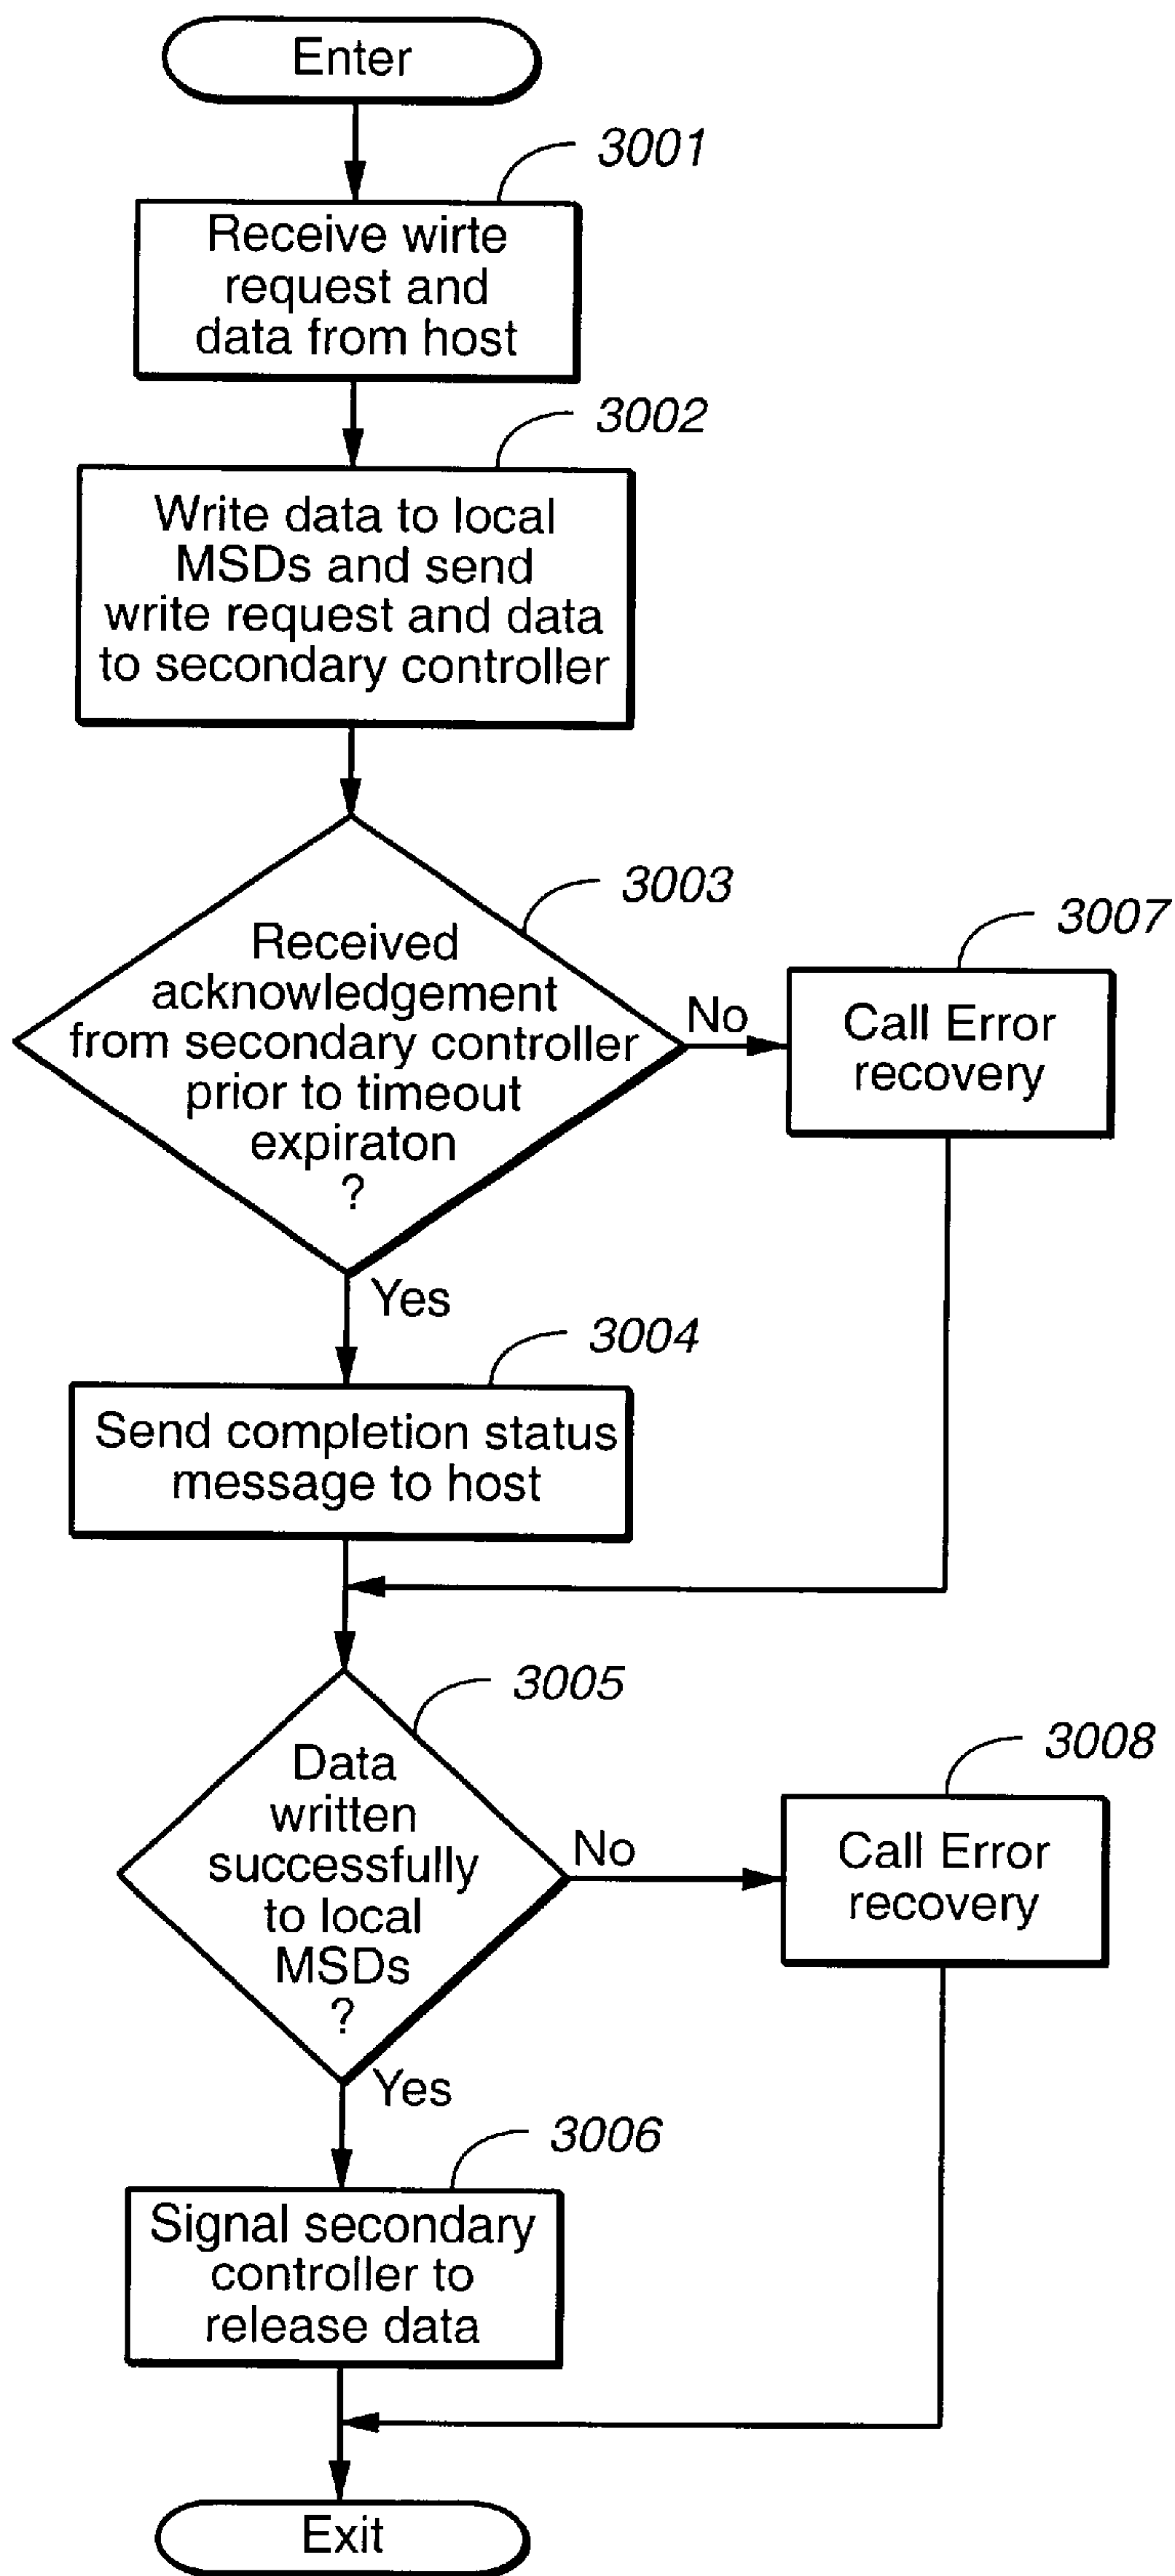 Enter
3001
Receive wirte
request and
data from host
3002
Write data to local
MSDs and send
write request and data
to secondary controller
3003
Received
acknowledgement
from secondary controller
prior to timeout
expiraton
?
No
3007
Call Error
recovery
Yes
3004
Send completion status
message to host
3005
Data
written
successfully
to local
MSDs
?
No
3008
Call Error
recovery
Yes
3006
Signal secondary
controller to
release data
Exit